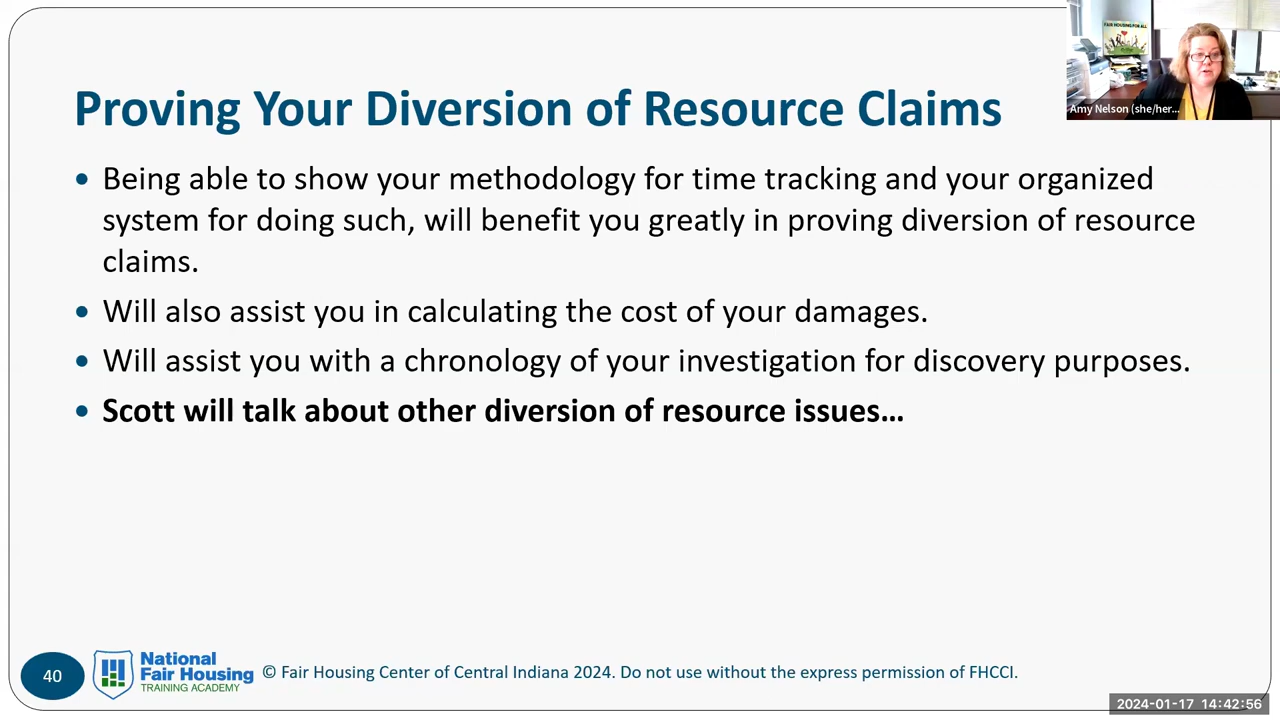 FAIR HOUSING FOR ALL
Amy Nelson (she/her...
Proving Your Diversion of Resource Claims
• Being able to show your methodology for time tracking and your organized
system for doing such, will benefit you greatly in proving diversion of resource
claims.
• Will also assist you in calculating the cost of your damages.
• Will assist you with a chronology of your investigation for discovery purposes.
• Scott will talk about other diversion of resource issues…
40
National
Fair Housing
TRAINING ACADEMY
© Fair Housing Center of Central Indiana 2024. Do not use without the express permission of FHCCI.
2024-01-17 14:42:56